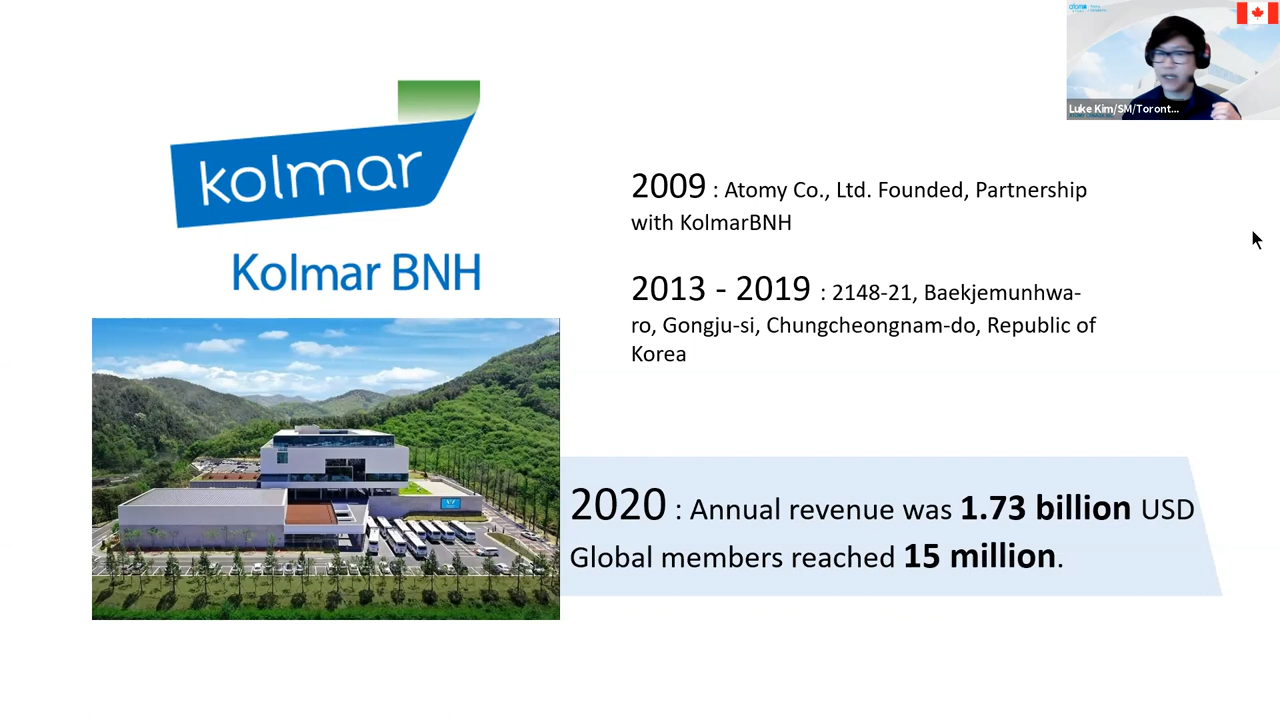 kolmar
Kolmar BNH
2009 : Atomy Co., Ltd. Founded, Partnership
with KolmarBNH
2013 - 2019 : 2148-21, Baekjemunhwa-
ro, Gongju-si, Chungcheongnam-do, Republic of
Korea
2020 : Annual revenue was 1.73 billion USD
Global members reached 15 million.
Luke Kim/SM/Toront...